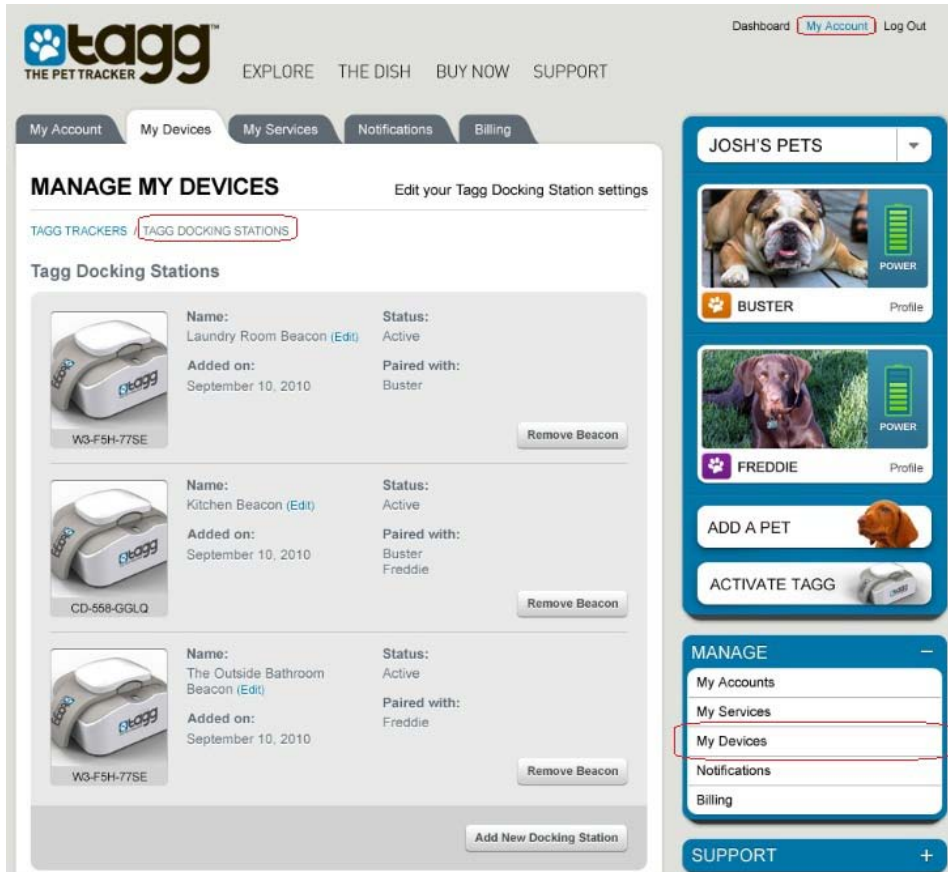 Dashboard My Account Log Out
tagg™
THE PET TRACKER
EXPLORE THE DISH BUY NOW SUPPORT
My Account My Devices My Services Notifications Billing
MANAGE MY DEVICES
Edit your Tagg Docking Station settings
TAGG TRACKERS / TAGG DOCKING STATIONS
Tagg Docking Stations
tagg
W3-F5H-77SE
Name:
Laundry Room Beacon (Edit)
Added on:
September 10, 2010
Status:
Active
Paired with:
Buster
Remove Beacon
tagg
CD-558-GGLQ
Name:
Kitchen Beacon (Edit)
Added on:
September 10, 2010
Status:
Active
Paired with:
Buster
Freddie
Remove Beacon
tagg
W3-F5H-77SE
Name:
The Outside Bathroom
Beacon (Edit)
Added on:
September 10, 2010
Status:
Active
Paired with:
Freddie
Remove Beacon
Add New Docking Station
JOSH'S PETS
POWER
BUSTER Profile
POWER
FREDDIE Profile
ADD A PET
ACTIVATE TAGG
tagg
MANAGE –
My Accounts
My Services
My Devices
Notifications
Billing
SUPPORT +